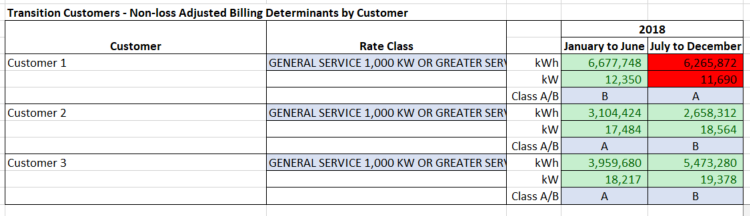 Transition Customers - Non-loss Adjusted Billing Determinants by Customer
2018
Customer Rate Class January to June July to December
Customer 1 GENERAL SERVICE 1,000 KW OR GREATER SERV kWh 6,677,748 6,265,872
kW 12,350 11,690
Class A/B B A
Customer 2 GENERAL SERVICE 1,000 KW OR GREATER SERV kWh 3,104,424 2,658,312
kW 17,484 18,564
Class A/B A B
Customer 3 GENERAL SERVICE 1,000 KW OR GREATER SERV kWh 3,959,680 5,473,280
kW 18,217 19,378
Class A/B A B